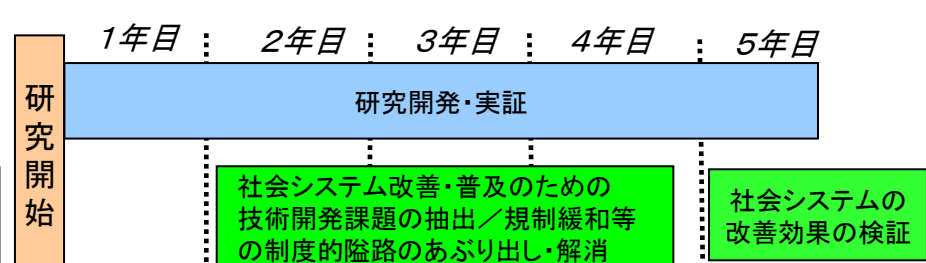 1年目
2年目
3年目
4年目
5年目
研究開始
研究開発・実証
社会システム改善・普及のための
技術開発課題の抽出／規制緩和等
の制度的隘路のあぶり出し・解消
社会システムの
改善効果の検証